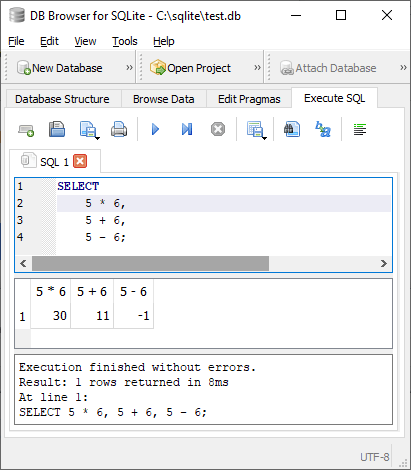 DB Browser for SQLite - C:\sqlite\test.db
File Edit View Tools Help
New Database » Open Project » Attach Database »
Database Structure Browse Data Edit Pragmas Execute SQL
SQL 1
1 SELECT
2 5 * 6,
3 5 + 6,
4 5 - 6;
5 * 6 5 + 6 5 - 6
1 30 11 -1
Execution finished without errors.
Result: 1 rows returned in 8ms
At line 1:
SELECT 5 * 6, 5 + 6, 5 - 6;
UTF-8